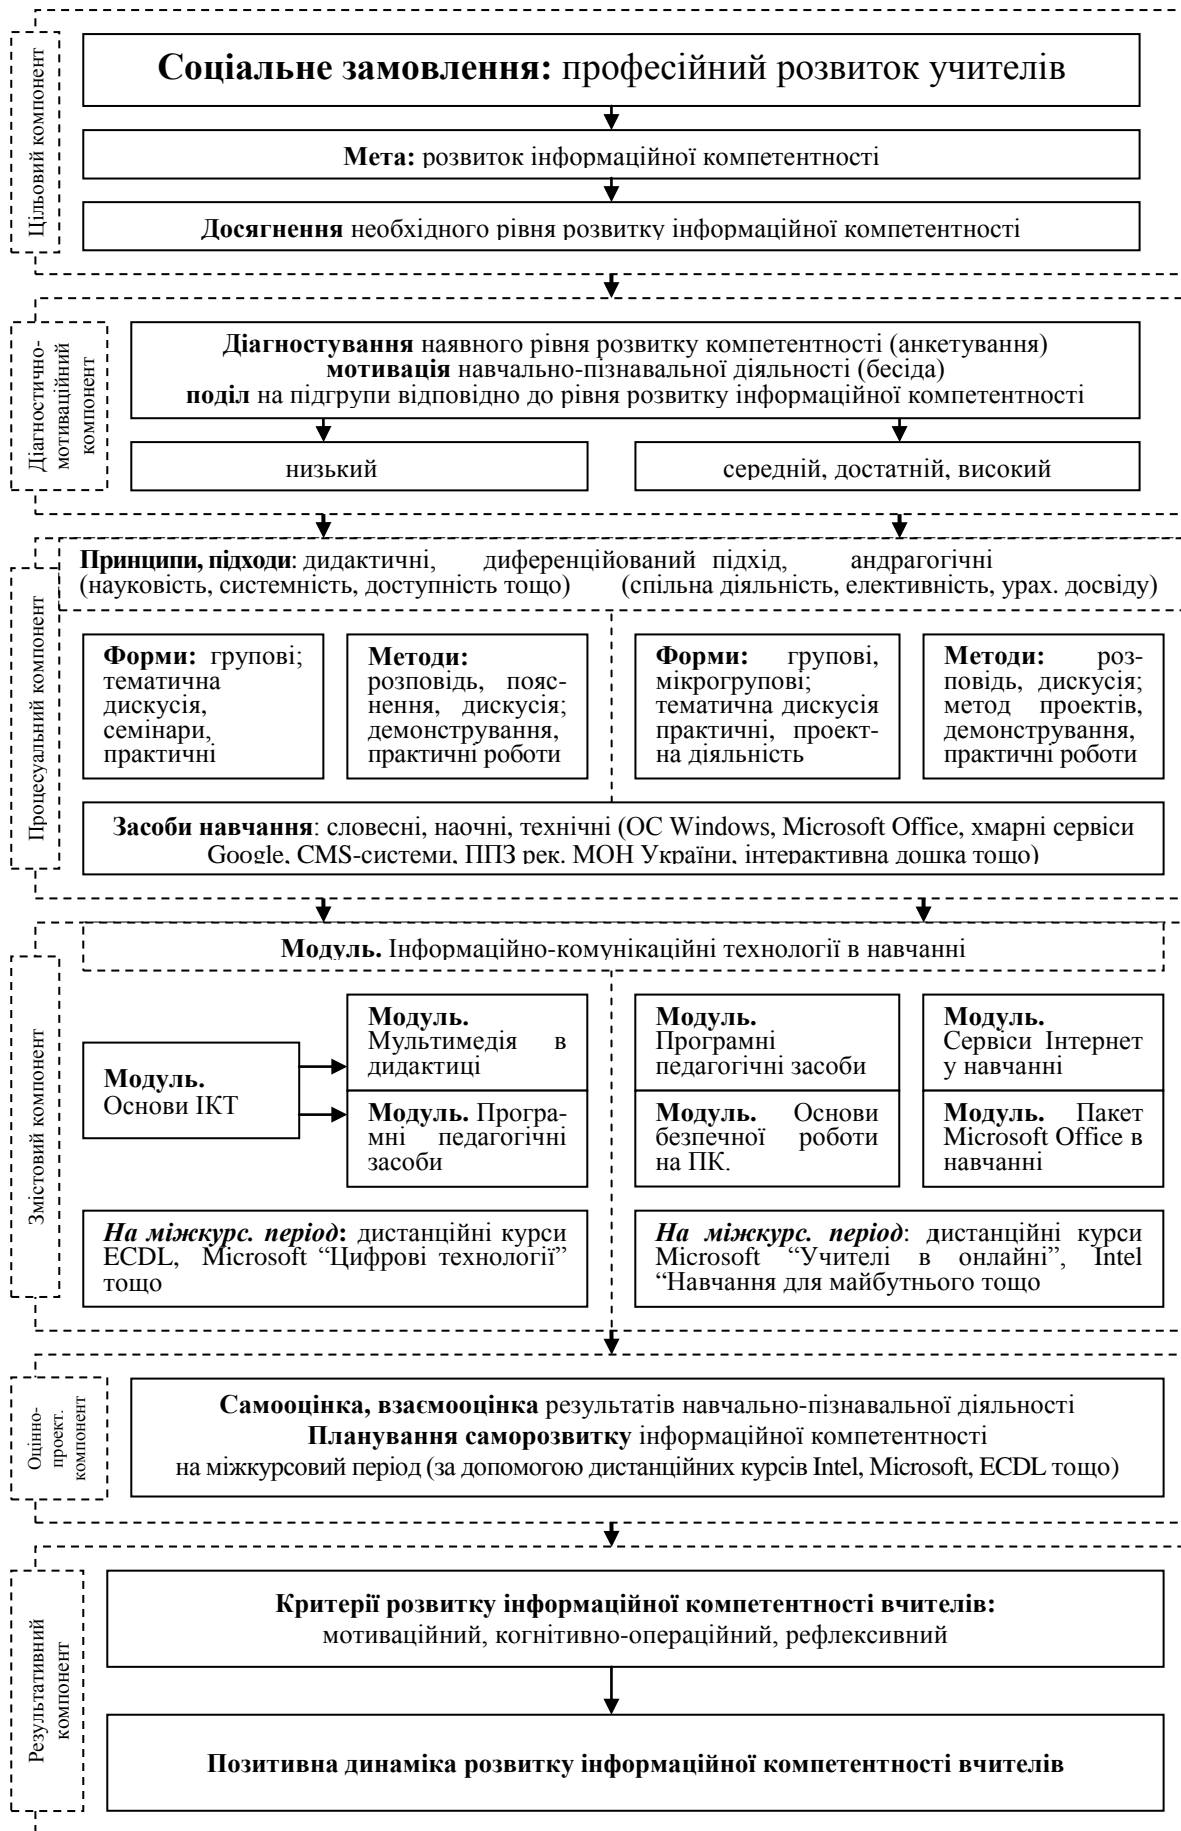 Цільовий компонент
Соціальне замовлення: професійний розвиток учителів
Мета: розвиток інформаційної компетентності
Досягнення необхідного рівня розвитку інформаційної компетентності
Діагностично-
мотиваційний
компонент
Діагностування наявного рівня розвитку компетентності (анкетування)
мотивація навчально-пізнавальної діяльності (бесіда)
поділ на підгрупи відповідно до рівня розвитку інформаційної компетентності
низький
середній, достатній, високий
Процесуальний компонент
Принципи, підходи: дидактичні, диференційований підхід, андрагогічні
(науковість, системність, доступність тощо) (спільна діяльність, елективність, урах. досвіду)
Форми: групові;
тематична
дискусія,
семінари,
практичні
Методи:
розповідь, пояс-
нення, дискусія;
демонстрування,
практичні роботи
Форми: групові,
мікрогрупові;
тематична дискусія
практичні, проект-
на діяльність
Методи: роз-
повідь, дискусія;
метод проектів,
демонстрування,
практичні роботи
Засоби навчання: словесні, наочні, технічні (ОС Windows, Microsoft Office, хмарні сервіси
Google, CMS-системи, ППЗ рек. МОН України, інтерактивна дошка тощо)
Змістовий компонент
Модуль. Інформаційно-комунікаційні технології в навчанні
Модуль.
Основи ІКТ
Модуль.
Мультимедія в
дидактиці
Модуль. Програ-
мні педагогічні
засоби
Модуль.
Програмні
педагогічні засоби
Модуль. Основи
безпечної роботи
на ПК.
Модуль.
Сервіси Інтернет
у навчанні
Модуль. Пакет
Microsoft Office в
навчанні
На міжкурс. період: дистанційні курси
ECDL, Microsoft “Цифрові технології”
тощо
На міжкурс. період: дистанційні курси
Microsoft “Учителі в онлайні”, Intel
“Навчання для майбутнього тощо
Оцінно-
проект.
компонент
Самооцінка, взаємооцінка результатів навчально-пізнавальної діяльності
Планування саморозвитку інформаційної компетентності
на міжкурсовий період (за допомогою дистанційних курсів Intel, Microsoft, ECDL тощо)
Результативний
компонент
Критерії розвитку інформаційної компетентності вчителів:
мотиваційний, когнітивно-операційний, рефлексивний
Позитивна динаміка розвитку інформаційної компетентності вчителів